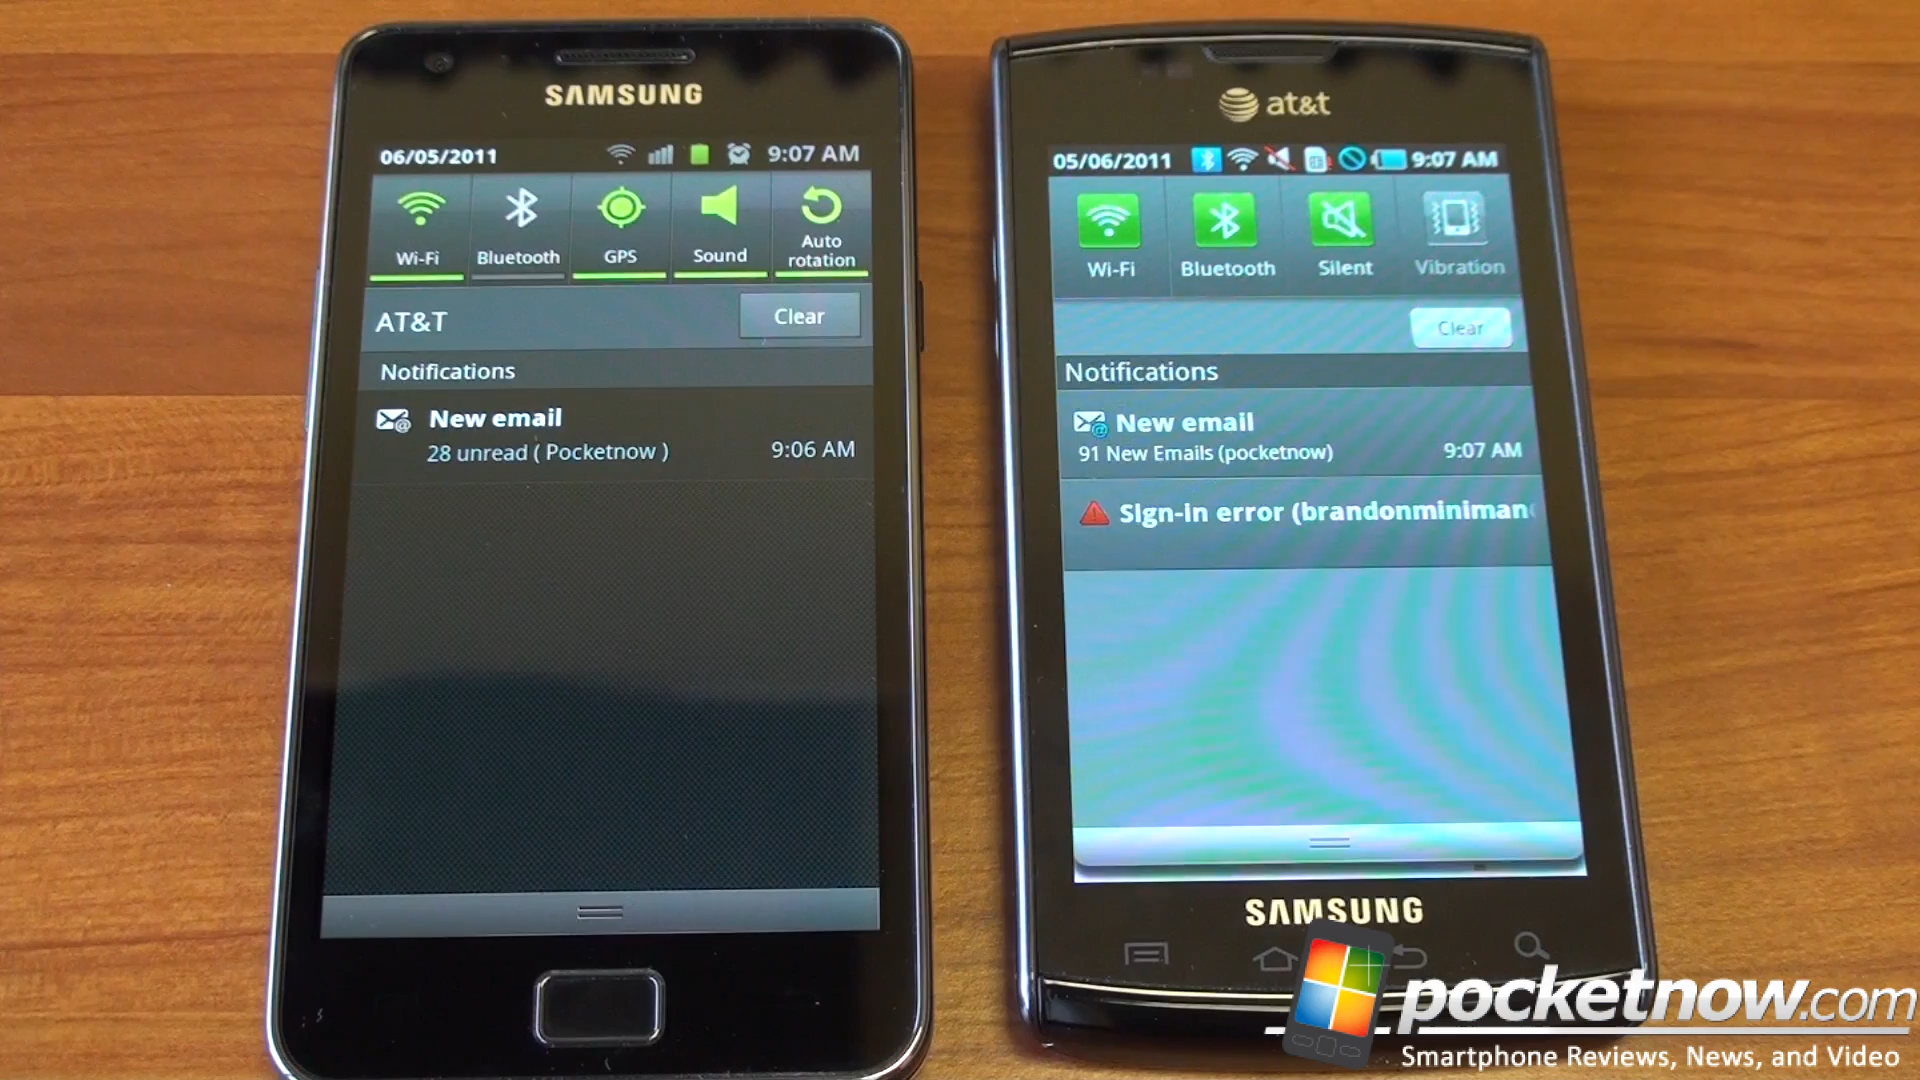 SAMSUNG
06/05/2011 9:07 AM
Wi-Fi Bluetooth GPS Sound Auto rotation
AT&T Clear
Notifications
New email
28 unread ( Pocketnow ) 9:06 AM
at&t
05/06/2011 9:07 AM
Wi-Fi Bluetooth Silent Vibration
Clear
Notifications
New email
91 New Emails (pocketnow) 9:07 AM
Sign-in error (brandonminiman
SAMSUNG
pocketnow.com
Smartphone Reviews, News, and Video